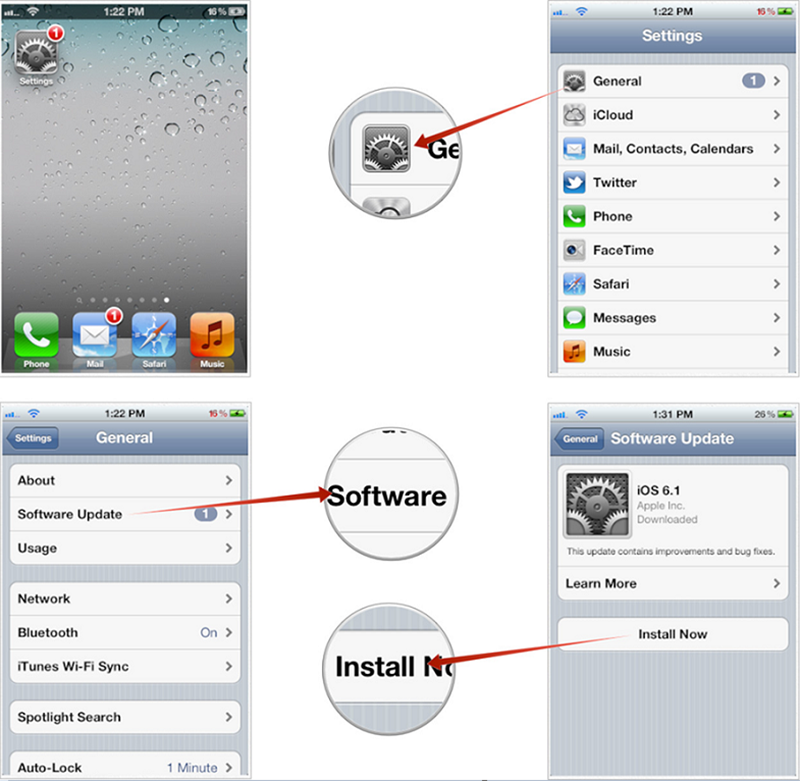 1:22 PM 16%
1
Settings
1
Phone Mail Safari Music
Ge
1:22 PM 16%
Settings
General 1
iCloud
Mail, Contacts, Calendars
Twitter
Phone
FaceTime
Safari
Messages
Music
1:22 PM 16%
Settings General
About
Software Update 1
Usage
Network
Bluetooth On
iTunes Wi-Fi Sync
Spotlight Search
Auto-Lock 1 Minute
Software
Install No
1:31 PM 26%
General Software Update
iOS 6.1
Apple Inc.
Downloaded
This update contains improvements and bug fixes.
Learn More
Install Now